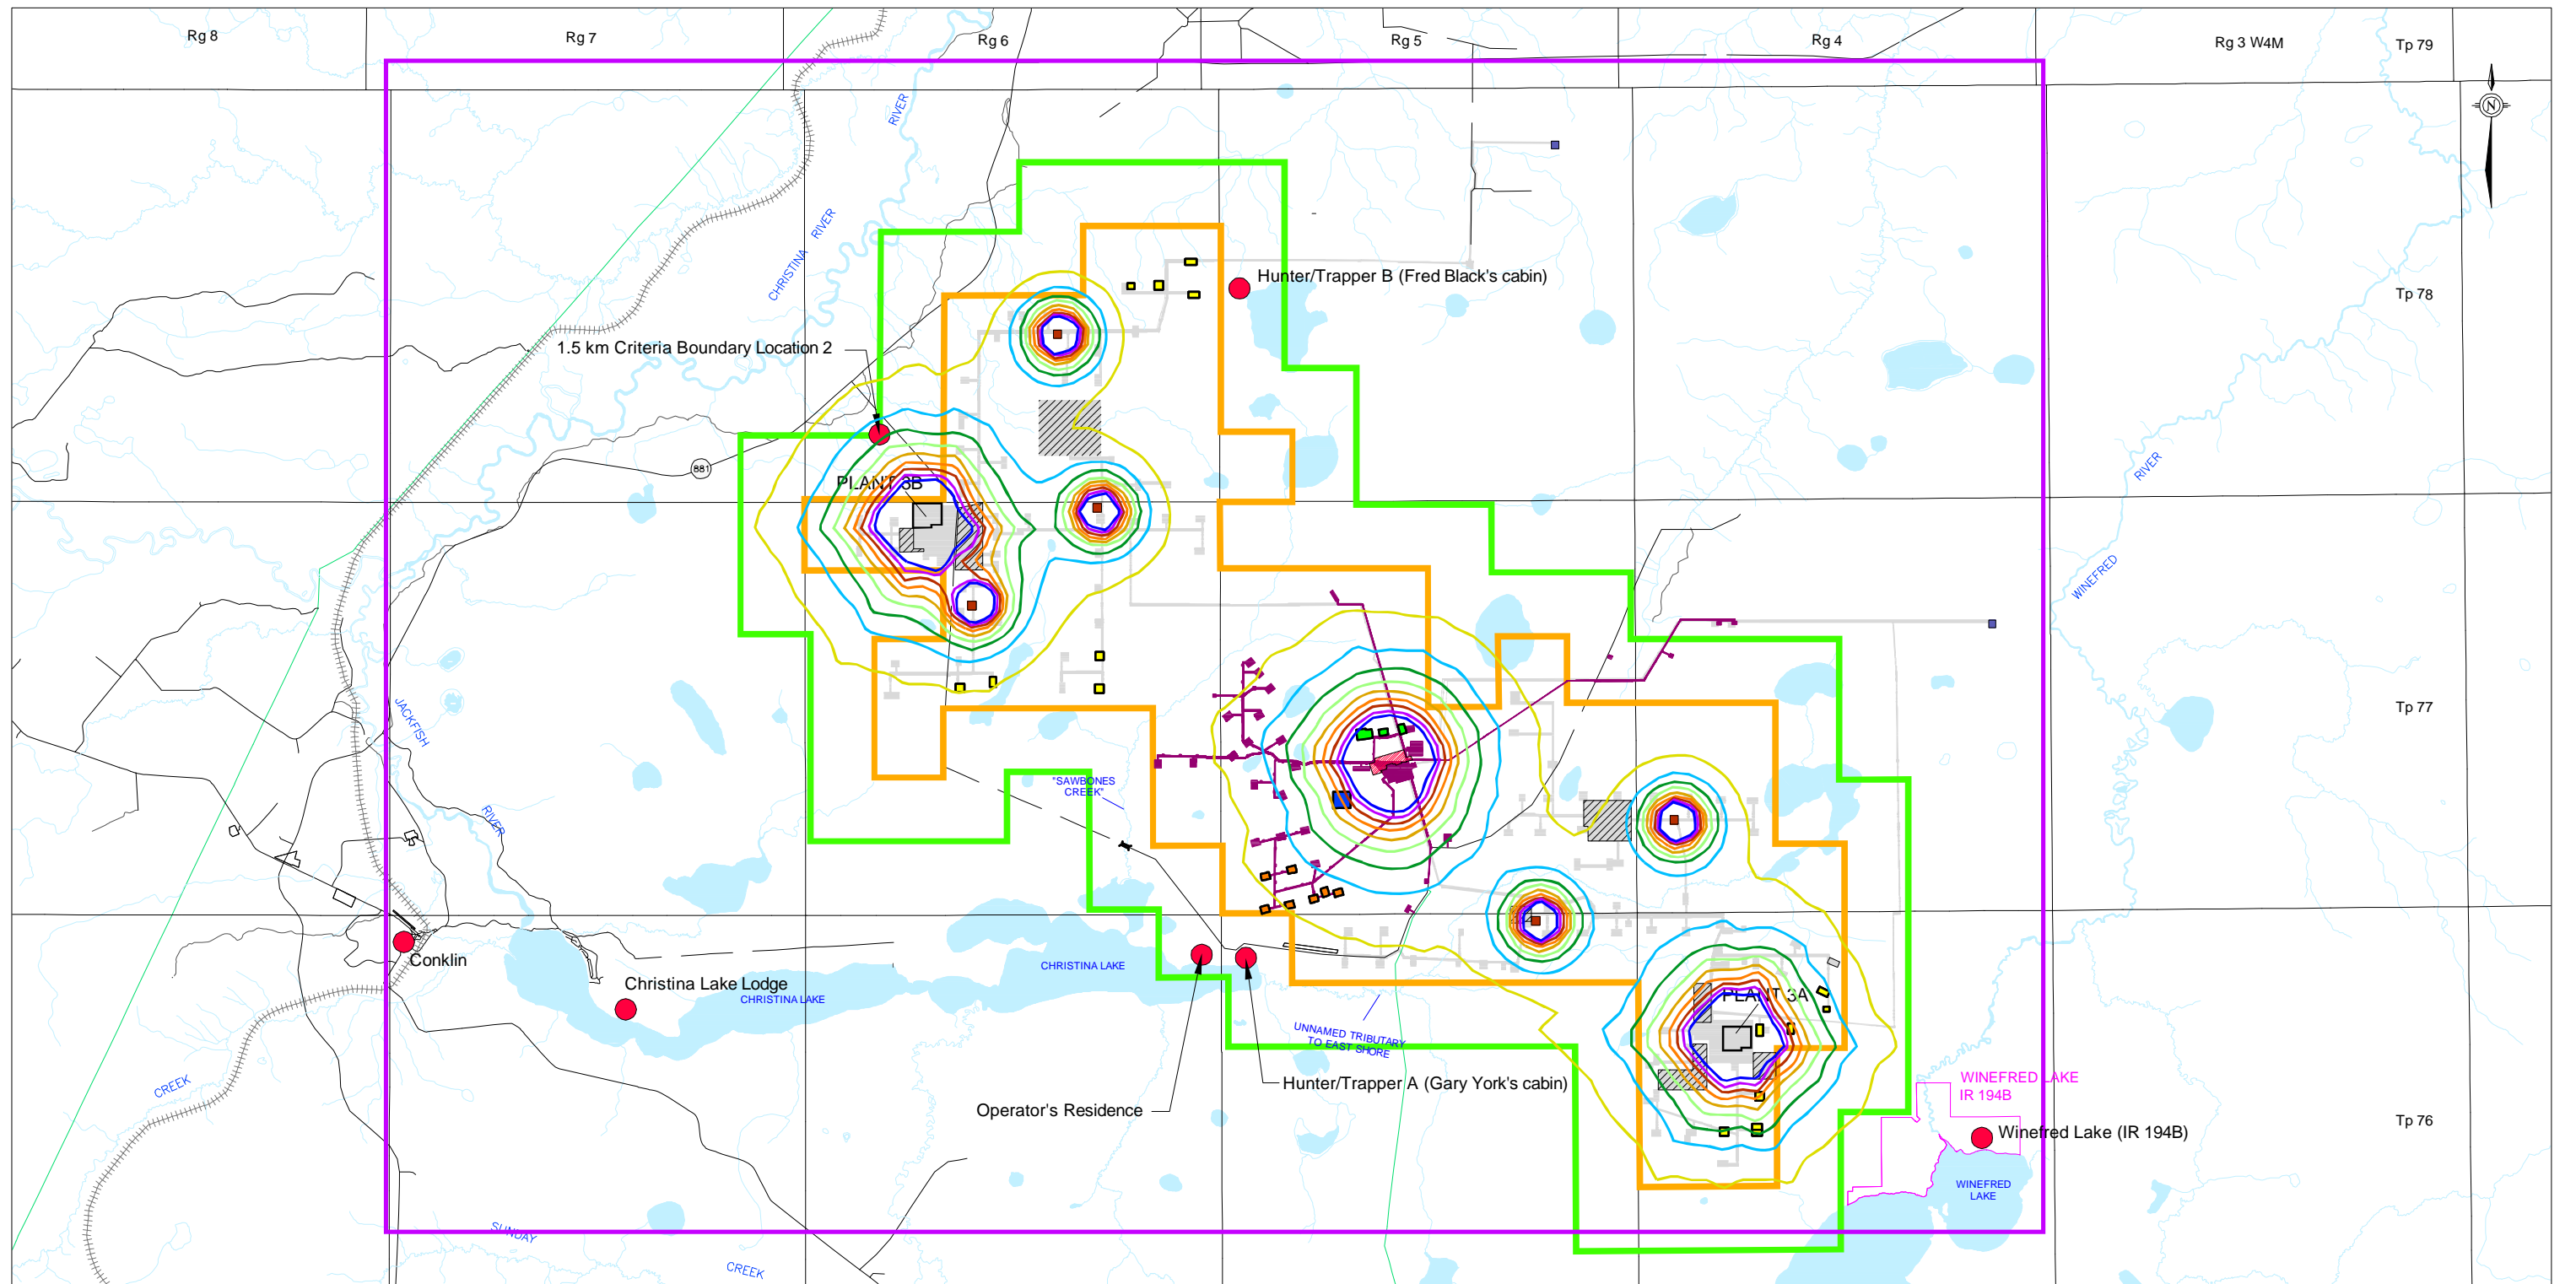 Rg 8
Rg 7
Rg 6
Rg 5
Rg 4
Rg 3 W4M
Tp 79
N
RIVER
CHRISTINA RIVER
Hunter/Trapper B (Fred Black's cabin)
Tp 78
1.5 km Criteria Boundary Location 2
881
PLANT 3B
RIVER
WINEFRED
JACKFISH
Tp 77
"SAWBONES
CREEK"
RIVER
Conklin
CHRISTINA LAKE
Christina Lake Lodge
CHRISTINA LAKE
PLANT 3A
UNNAMED TRIBUTARY
TO EAST SHORE
CREEK
Hunter/Trapper A (Gary York's cabin)
WINEFRED LAKE
IR 194B
Operator's Residence
Tp 76
Winefred Lake (IR 194B)
WINEFRED
LAKE
SUNDAY
CREEK